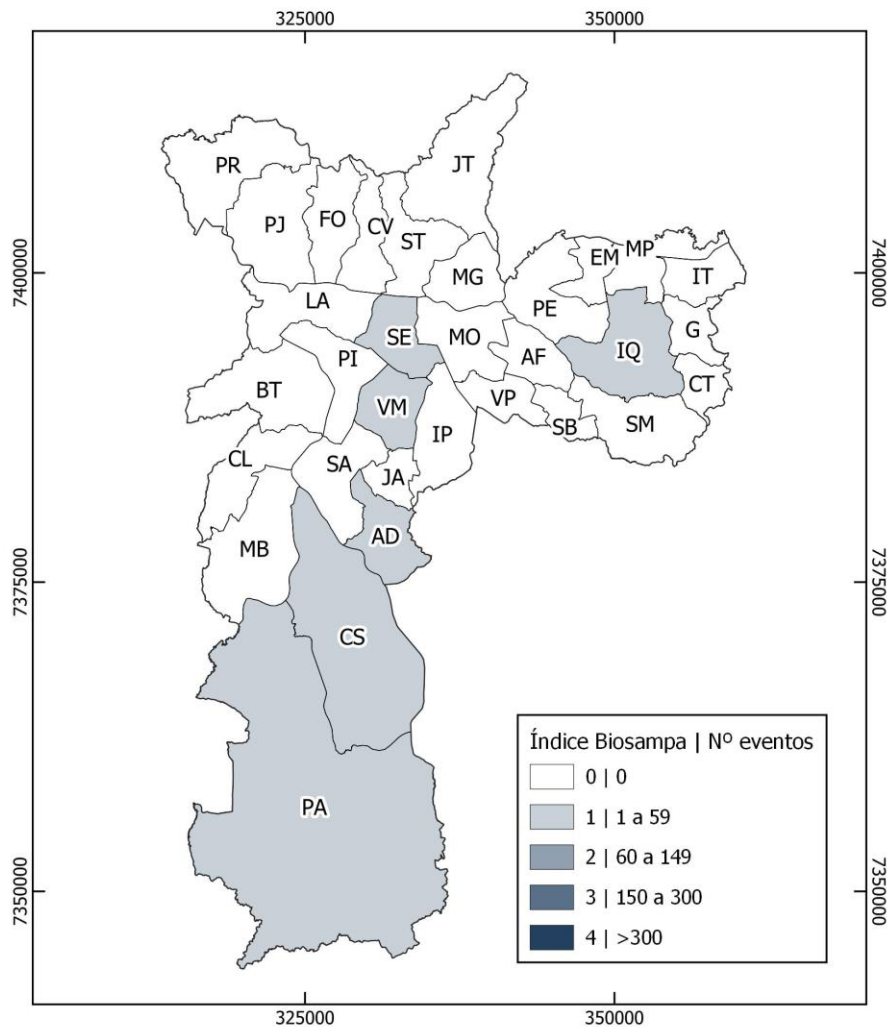 325000
350000
PR
JT
PJ
FO
CV
ST
MG
EM
MP
IT
7400000
7400000
LA
PE
SE
MO
G
PI
AF
IQ
BT
VP
CT
VM
IP
SB
SM
CL
SA
JA
AD
MB
7375000
7375000
CS
PA
Índice Biosampa | Nº eventos
0 | 0
1 | 1 a 59
2 | 60 a 149
3 | 150 a 300
4 | >300
7350000
7350000
325000
350000